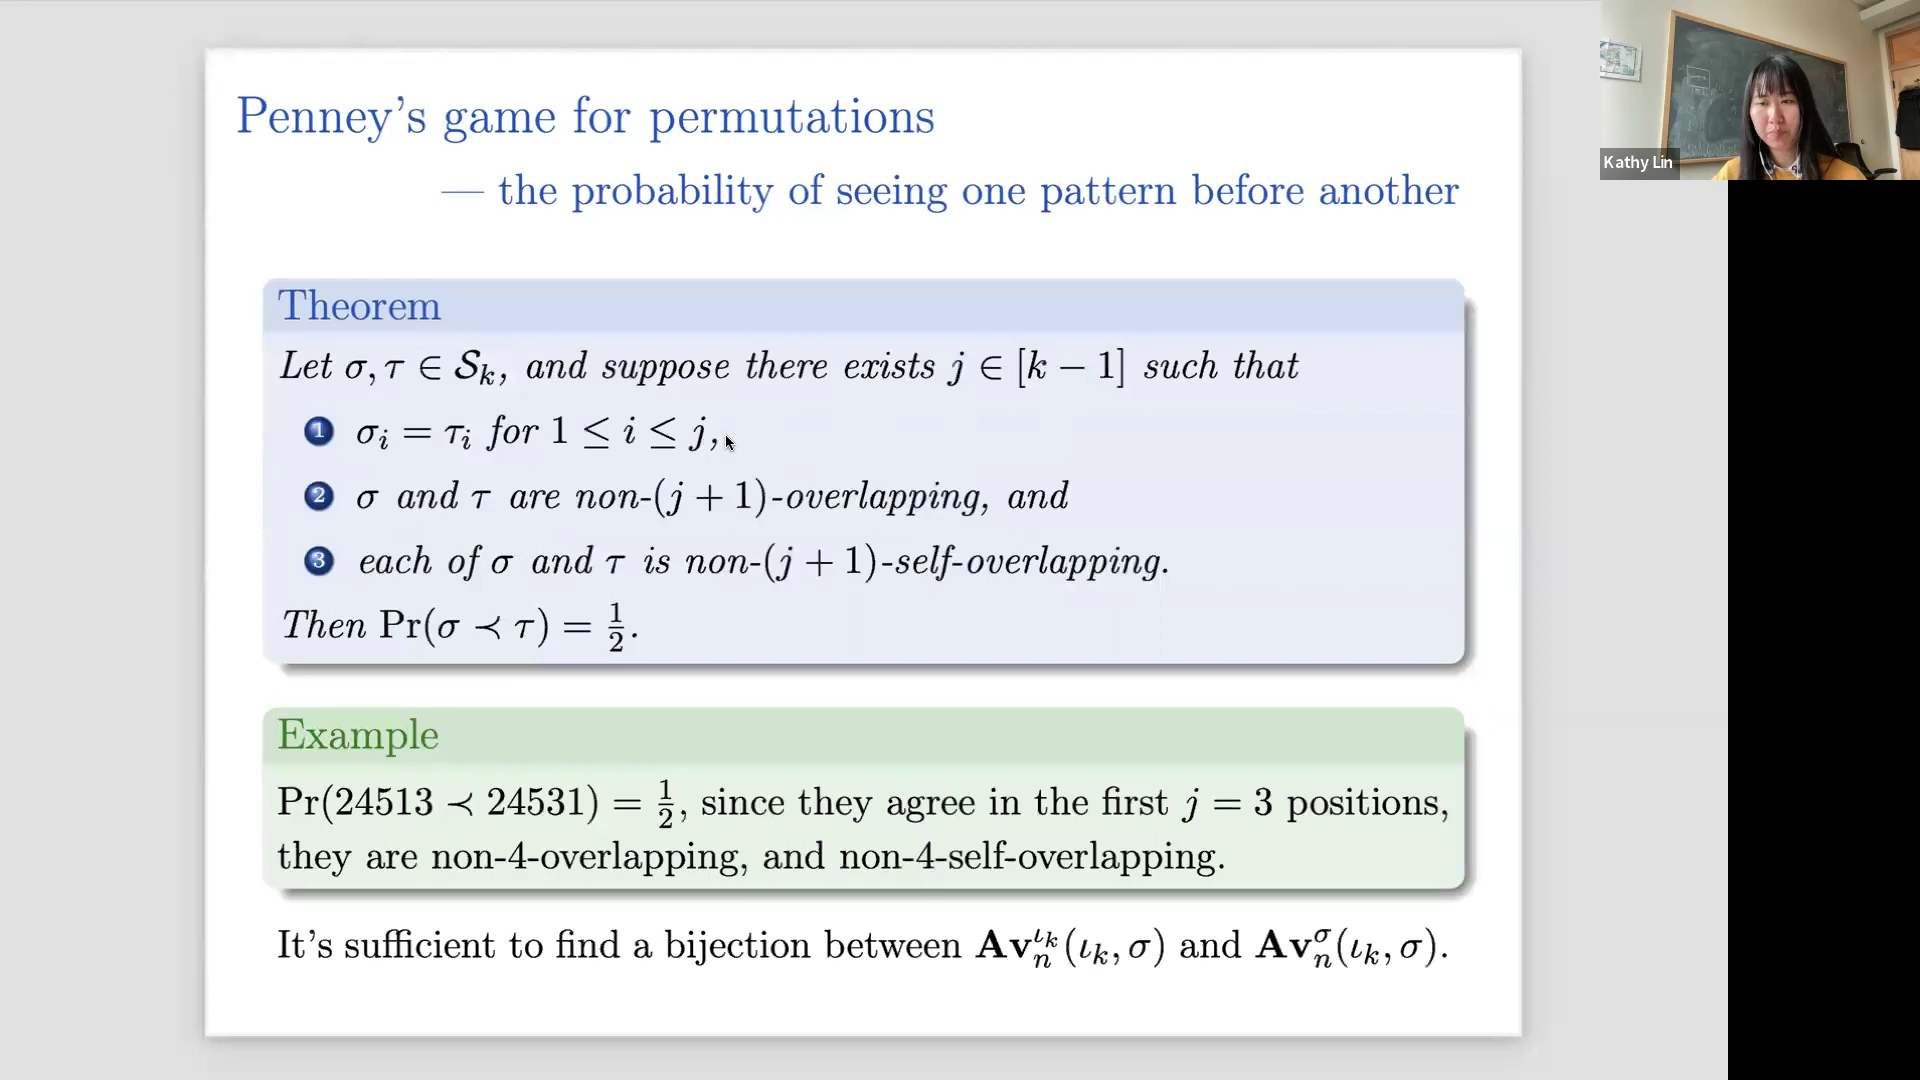 Penney's game for permutations
— the probability of seeing one pattern before another
Kathy Lin
Theorem
Let σ, τ ∈ 𝒮ₖ, and suppose there exists j ∈ [k − 1] such that
1 σᵢ = τᵢ for 1 ≤ i ≤ j,
2 σ and τ are non-(j + 1)-overlapping, and
3 each of σ and τ is non-(j + 1)-self-overlapping.
Then Pr(σ ≺ τ) = 1/2.
Example
Pr(24513 ≺ 24531) = 1/2, since they agree in the first j = 3 positions,
they are non-4-overlapping, and non-4-self-overlapping.
It's sufficient to find a bijection between Av_n^{ι_k}(ι_k, σ) and Av_n^σ(ι_k, σ).